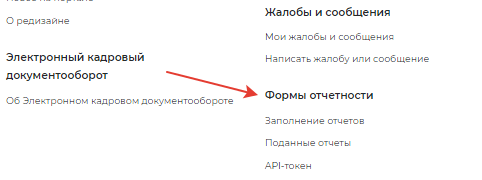 О редизайне
Электронный кадровый
документооборот
Об Электронном кадровом документообороте
Жалобы и сообщения
Мои жалобы и сообщения
Написать жалобу или сообщение
Формы отчетности
Заполнение отчетов
Поданные отчеты
API-токен